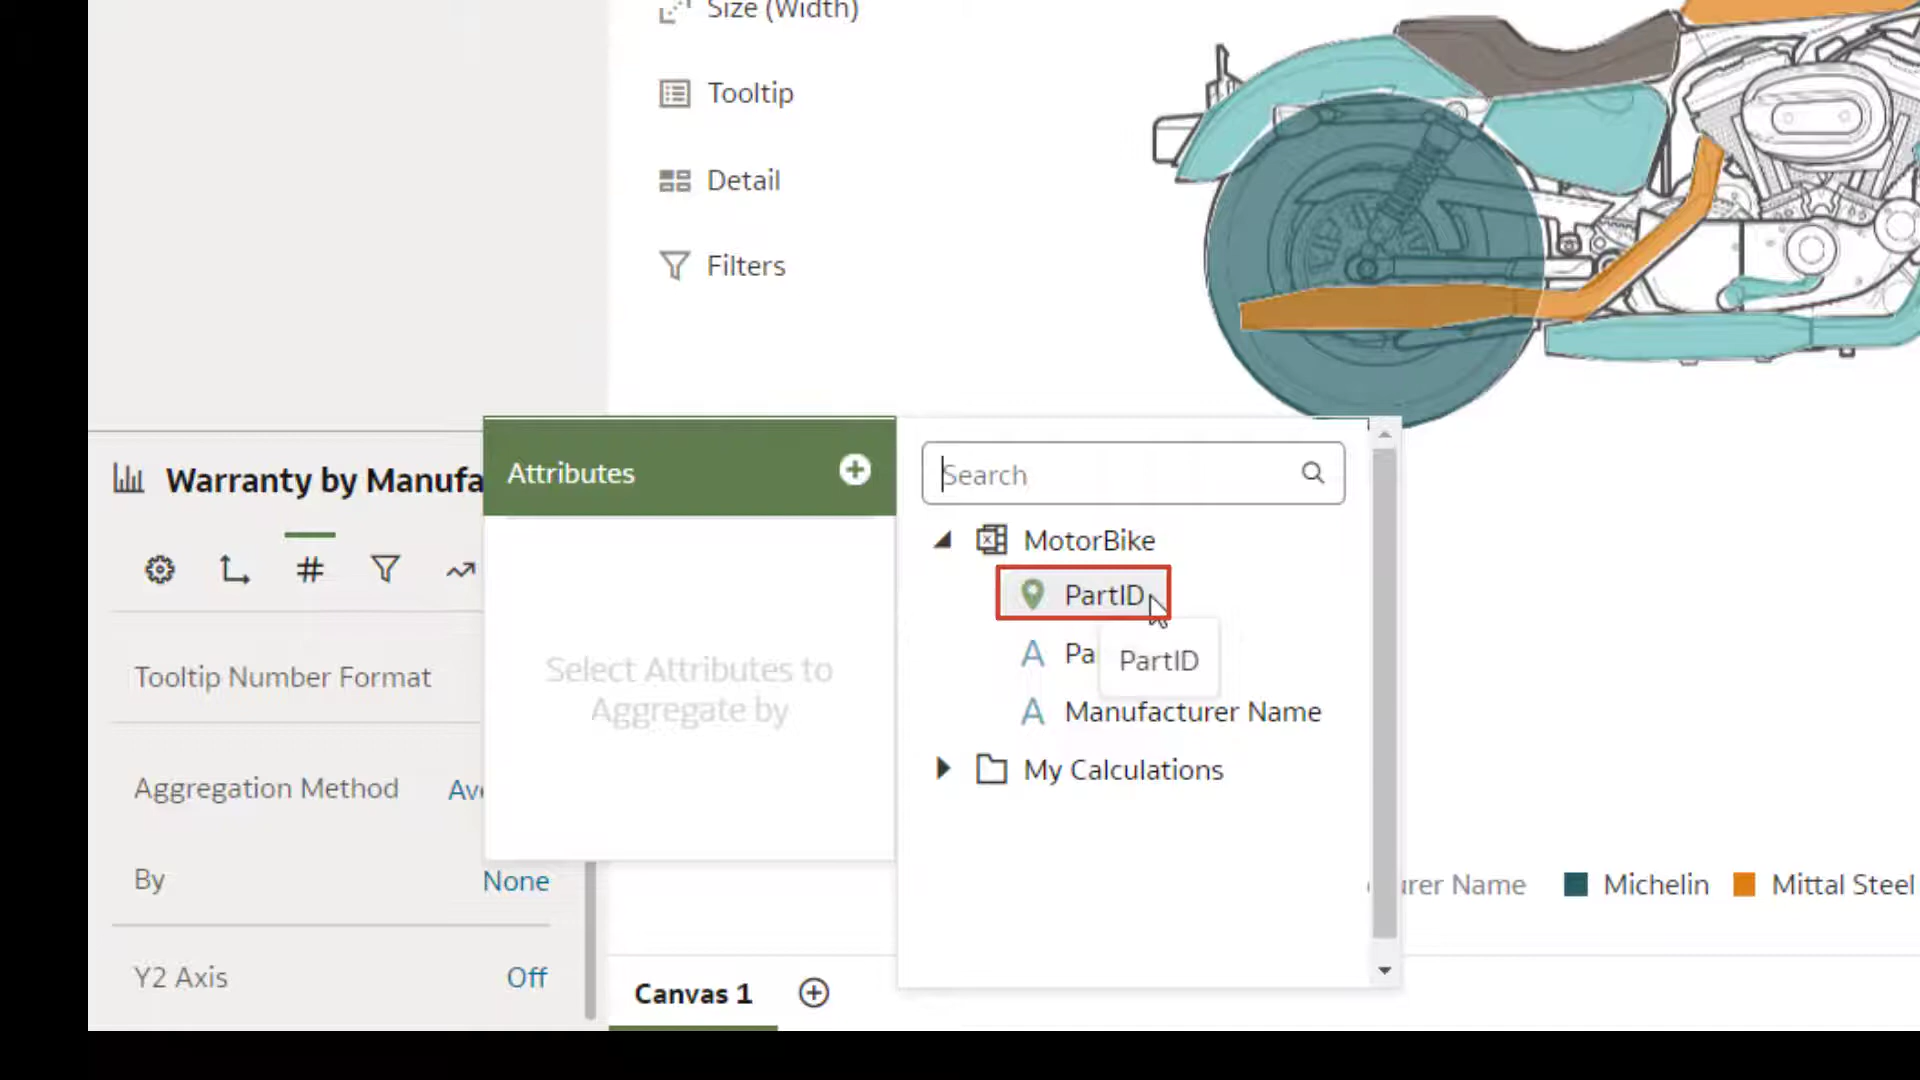 Size (Width)
Tooltip
Detail
Filters
Warranty by Manufa
Tooltip Number Format
Aggregation Method
By
None
Y2 Axis
Off
Attributes
Select Attributes to
Aggregate by
Search
MotorBike
PartID
Pa
PartID
Manufacturer Name
My Calculations
urer Name
Michelin
Mittal Steel
Canvas 1